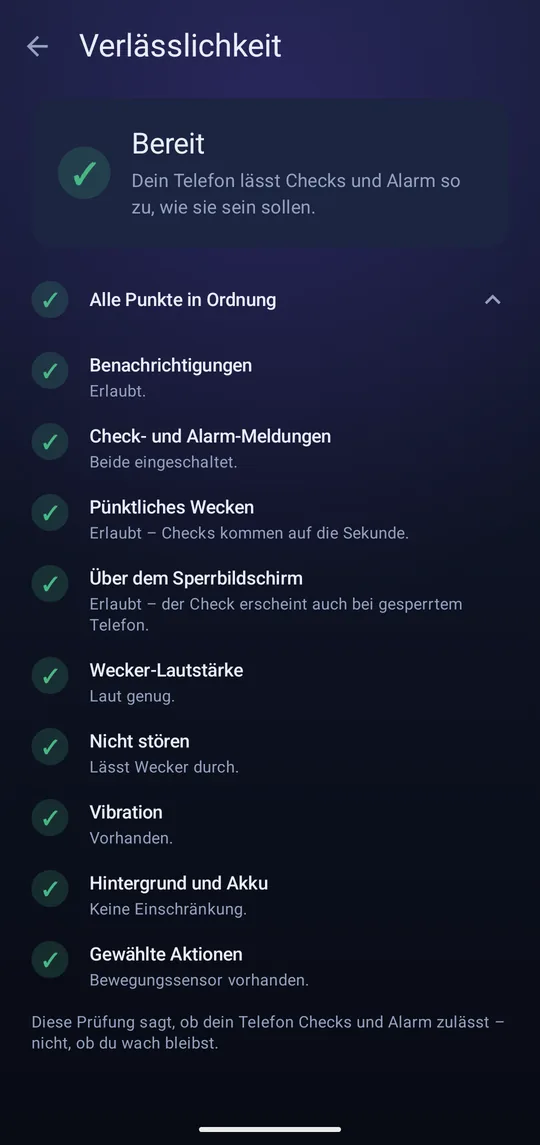 Verlässlichkeit
Bereit
Dein Telefon lässt Checks und Alarm so
zu, wie sie sein sollen.
Alle Punkte in Ordnung
Benachrichtigungen
Erlaubt.
Check- und Alarm-Meldungen
Beide eingeschaltet.
Pünktliches Wecken
Erlaubt – Checks kommen auf die Sekunde.
Über dem Sperrbildschirm
Erlaubt – der Check erscheint auch bei gesperrtem
Telefon.
Wecker-Lautstärke
Laut genug.
Nicht stören
Lässt Wecker durch.
Vibration
Vorhanden.
Hintergrund und Akku
Keine Einschränkung.
Gewählte Aktionen
Bewegungssensor vorhanden.
Diese Prüfung sagt, ob dein Telefon Checks und Alarm zulässt –
nicht, ob du wach bleibst.